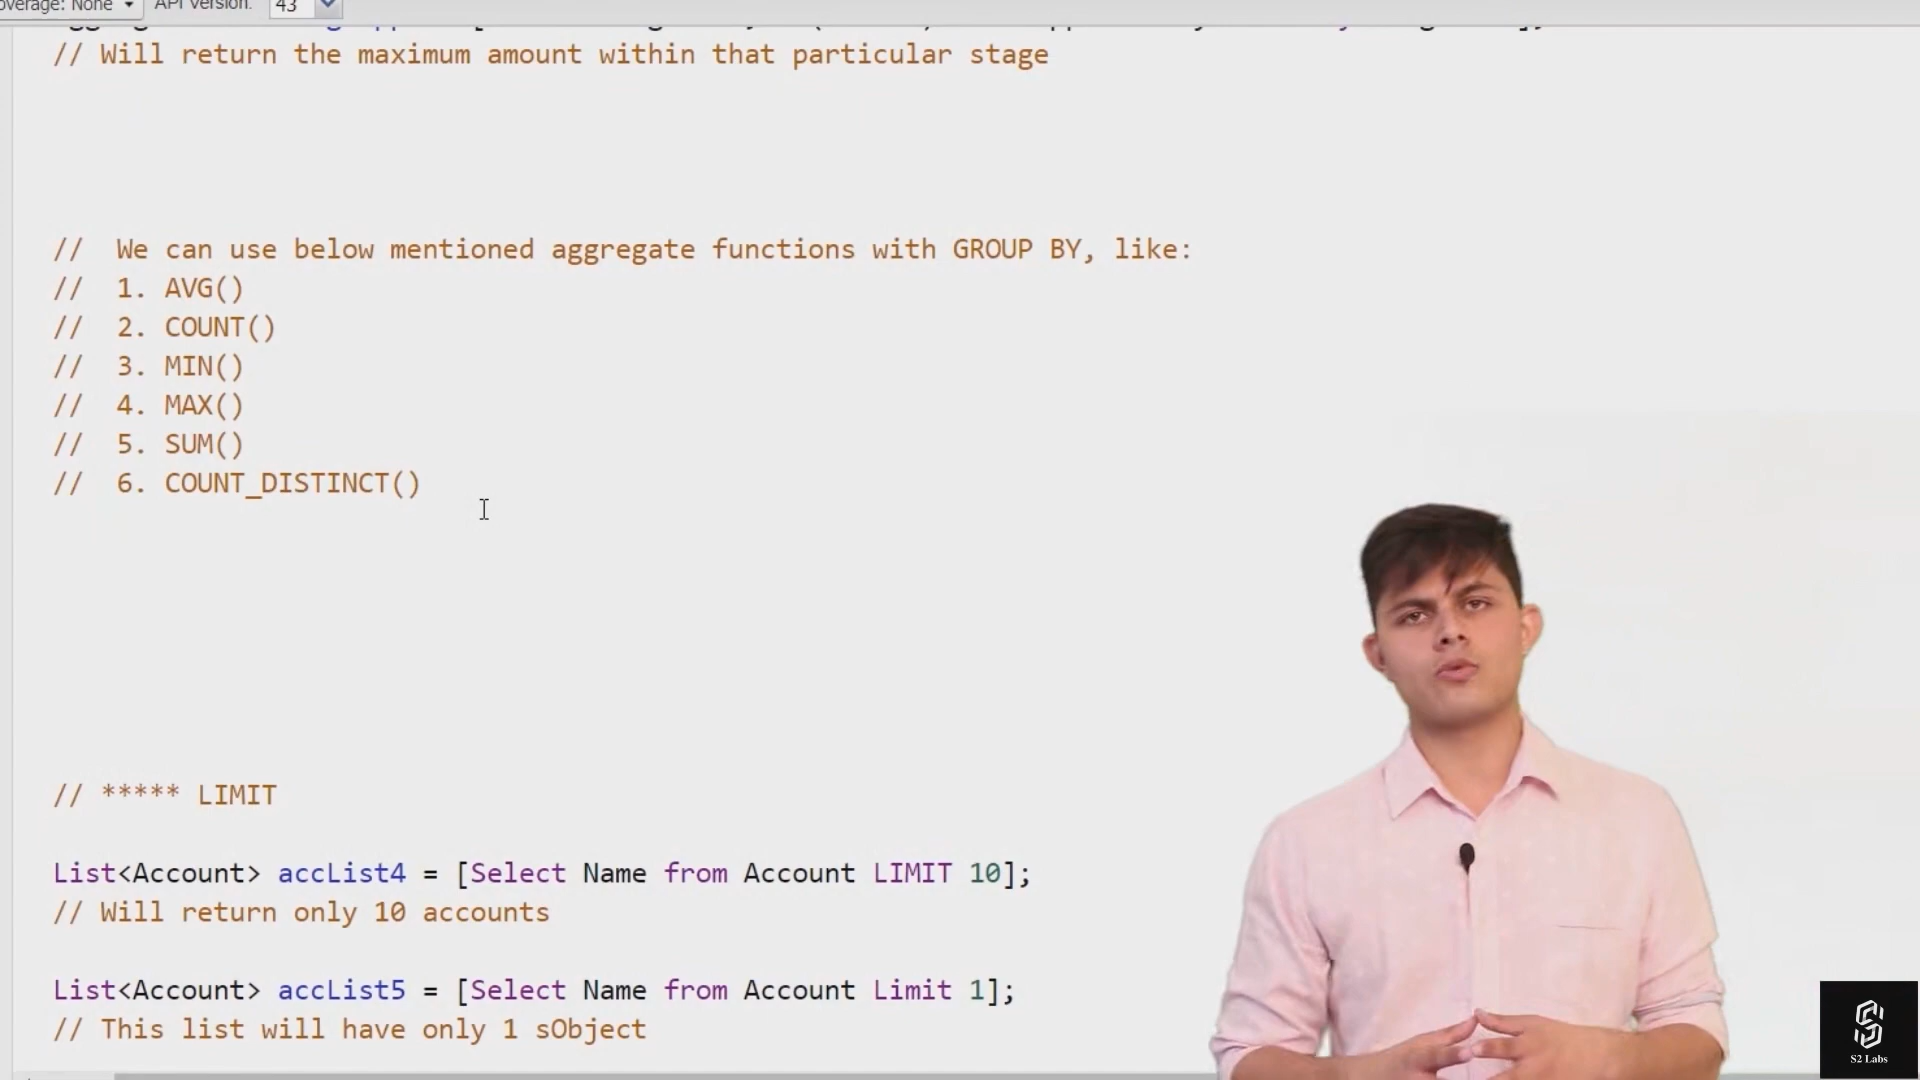 overage: None
API Version: 43
// Will return the maximum amount within that particular stage
// We can use below mentioned aggregate functions with GROUP BY, like:
// 1. AVG()
// 2. COUNT()
// 3. MIN()
// 4. MAX()
// 5. SUM()
// 6. COUNT_DISTINCT()
// ***** LIMIT
List<Account> accList4 = [Select Name from Account LIMIT 10];
// Will return only 10 accounts
List<Account> accList5 = [Select Name from Account Limit 1];
// This list will have only 1 sObject
S2 Labs